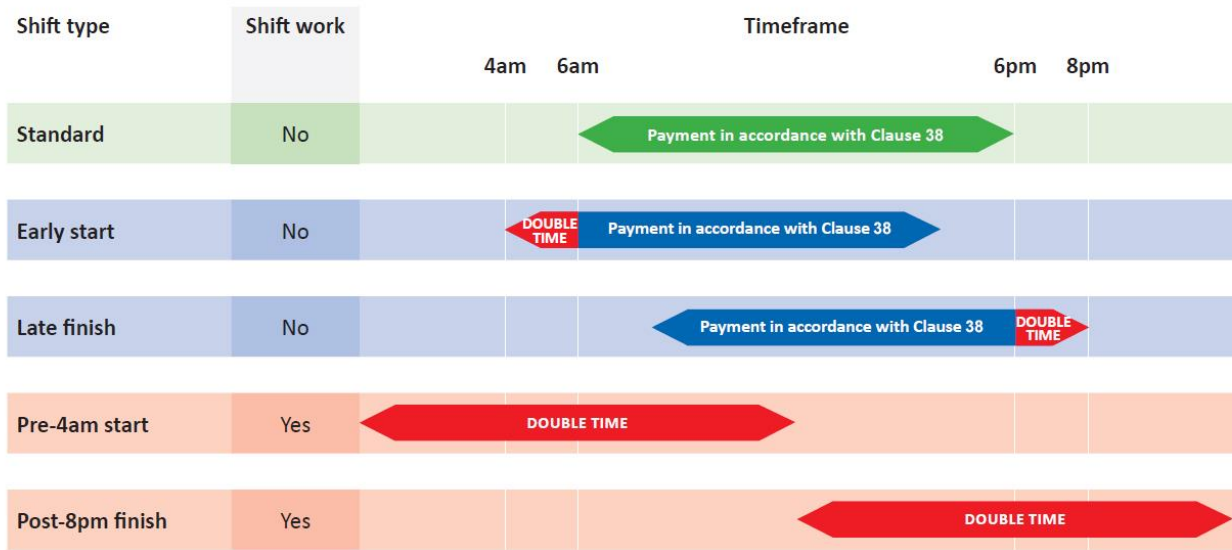 Shift type Shift work Timeframe
4am 6am 6pm 8pm
Standard No Payment in accordance with Clause 38
Early start No DOUBLE TIME Payment in accordance with Clause 38
Late finish No Payment in accordance with Clause 38 DOUBLE TIME
Pre-4am start Yes DOUBLE TIME
Post-8pm finish Yes DOUBLE TIME